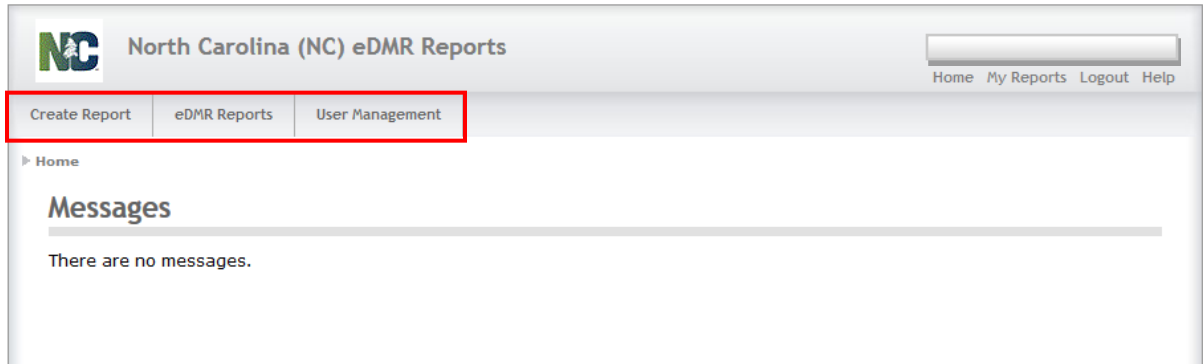 NC
North Carolina (NC) eDMR Reports
Home My Reports Logout Help
Create Report eDMR Reports User Management
Home
Messages
There are no messages.